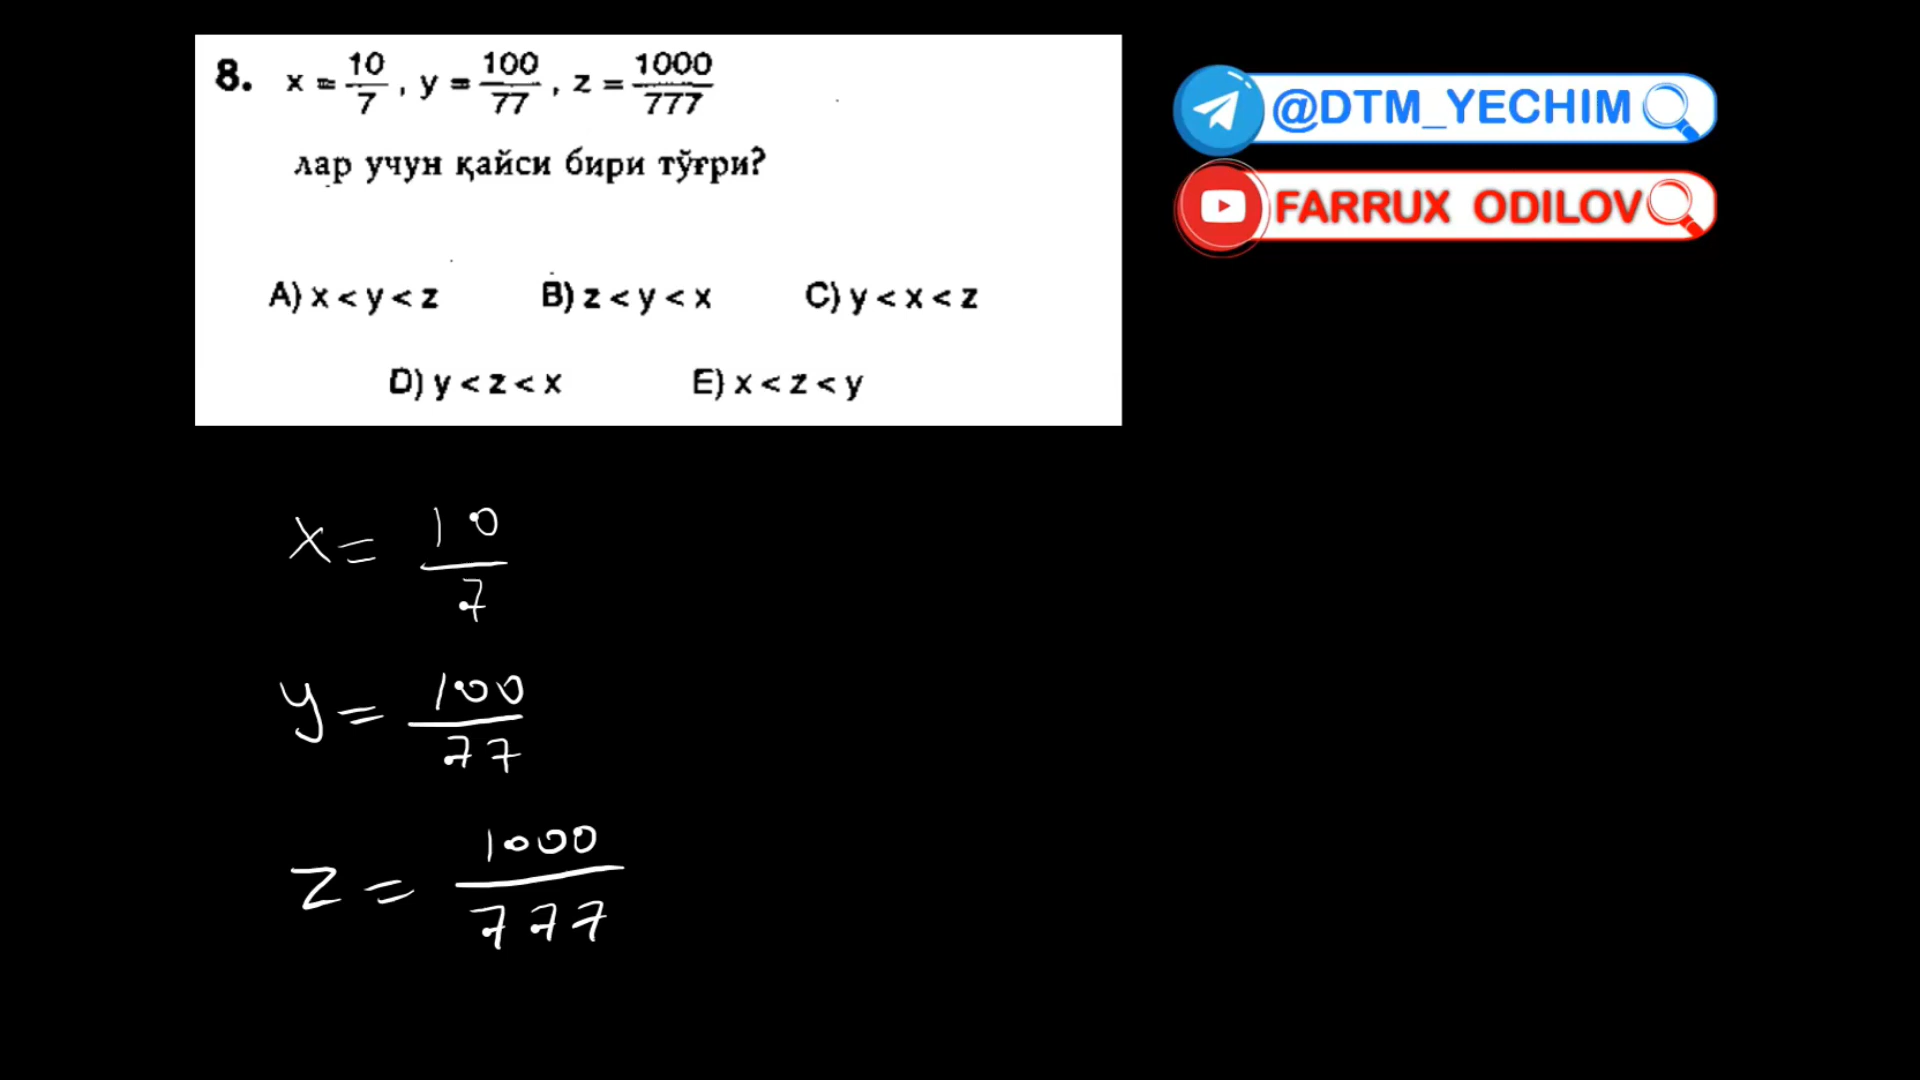 8. x = 10/7, y = 100/77, z = 1000/777
лар учун қайси бири тўғри?
A) x < y < z B) z < y < x C) y < x < z
D) y < z < x E) x < z < y
@DTM_YECHIM
FARRUX ODILOV
x = 10/7
y = 100/77
z = 1000/777